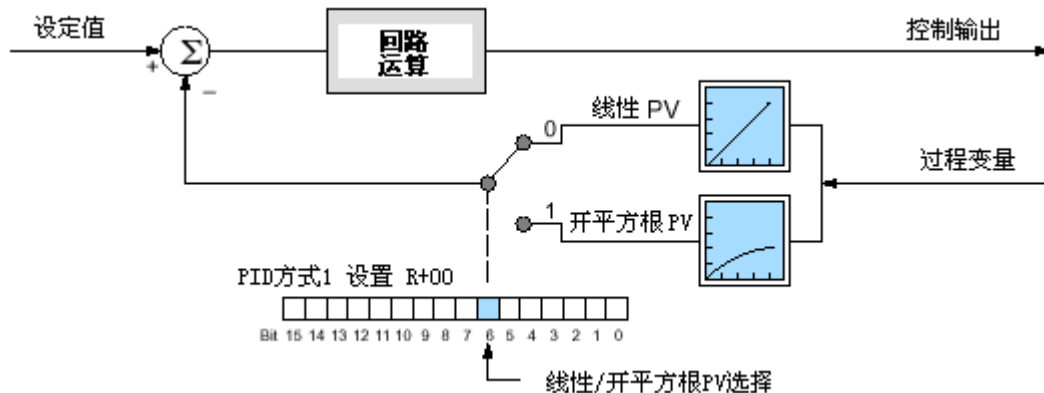 设定值
控制输出
+
Σ
−
回路
运算
0
线性 PV
过程变量
1
开平方根 PV
PID方式1 设置 R+00
Bit 15 14 13 12 11 10 9 8 7 6 5 4 3 2 1 0
线性/开平方根PV选择